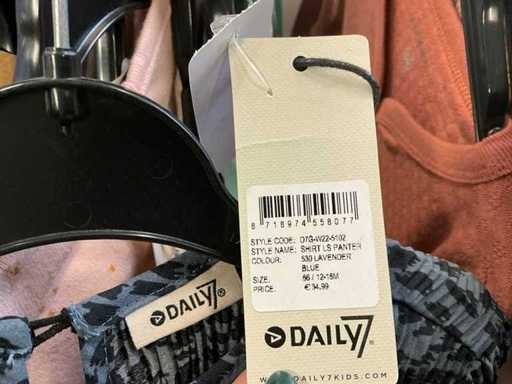 8 718974 558077
STYLE CODE: D7G-W22-5102
STYLE NAME: SHIRT LS PANTER
COLOUR: 530 LAVENDER
BLUE
SIZE: 86 / 12-18M
PRICE: € 34,99
DAILY7®
WWW.DAILY7KIDS.COM
DAILY7®